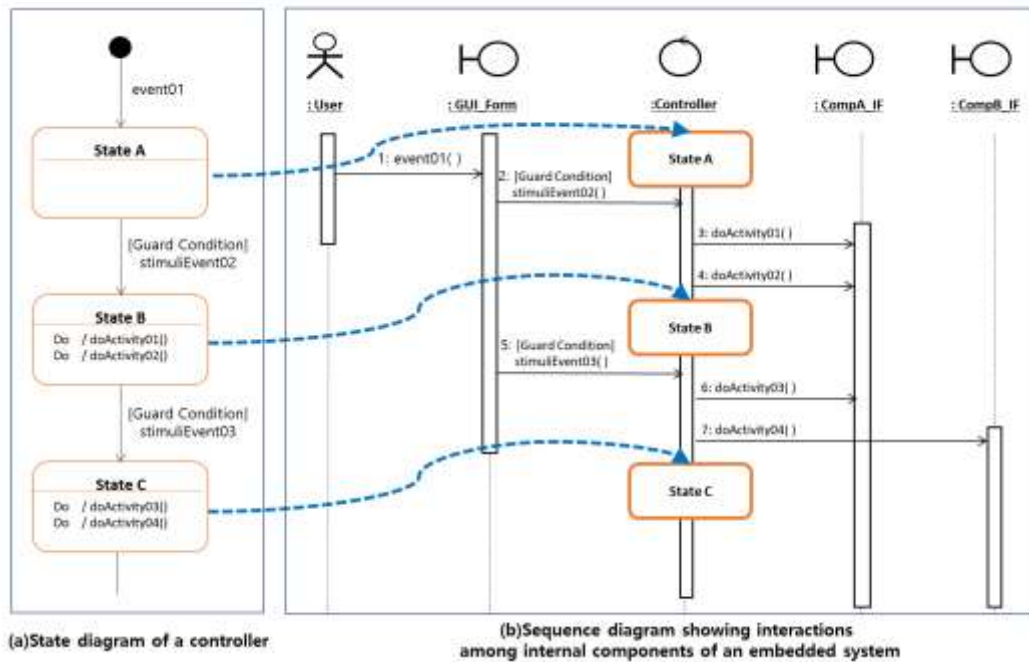 event01
State A
[Guard Condition]
stimuliEvent02
State B
Do / doActivity01()
Do / doActivity02()
[Guard Condition]
stimuliEvent03
State C
Do / doActivity03()
Do / doActivity04()
(a)State diagram of a controller
: User
: GUI_Form
:Controller
: CompA_IF
: CompB_IF
State A
1: event01( )
2: [Guard Condition]
stimuliEvent02( )
3: doActivity01( )
4: doActivity02( )
State B
5: [Guard Condition]
stimuliEvent03( )
6: doActivity03( )
7: doActivity04( )
State C
(b)Sequence diagram showing interactions
among internal components of an embedded system